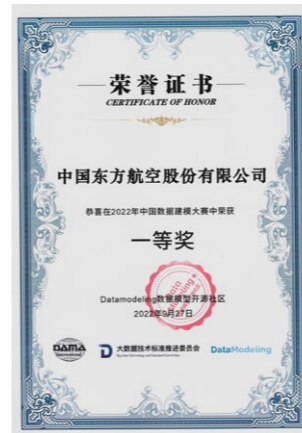 荣誉证书
CERTIFICATE OF HONOR
中国东方航空股份有限公司
恭喜在2022年中国数据建模大赛中荣获
一等奖
Datamodeling数据模型开源社区
2022年9月27日
DAMA
大数据技术标准推进委员会
DataModeling